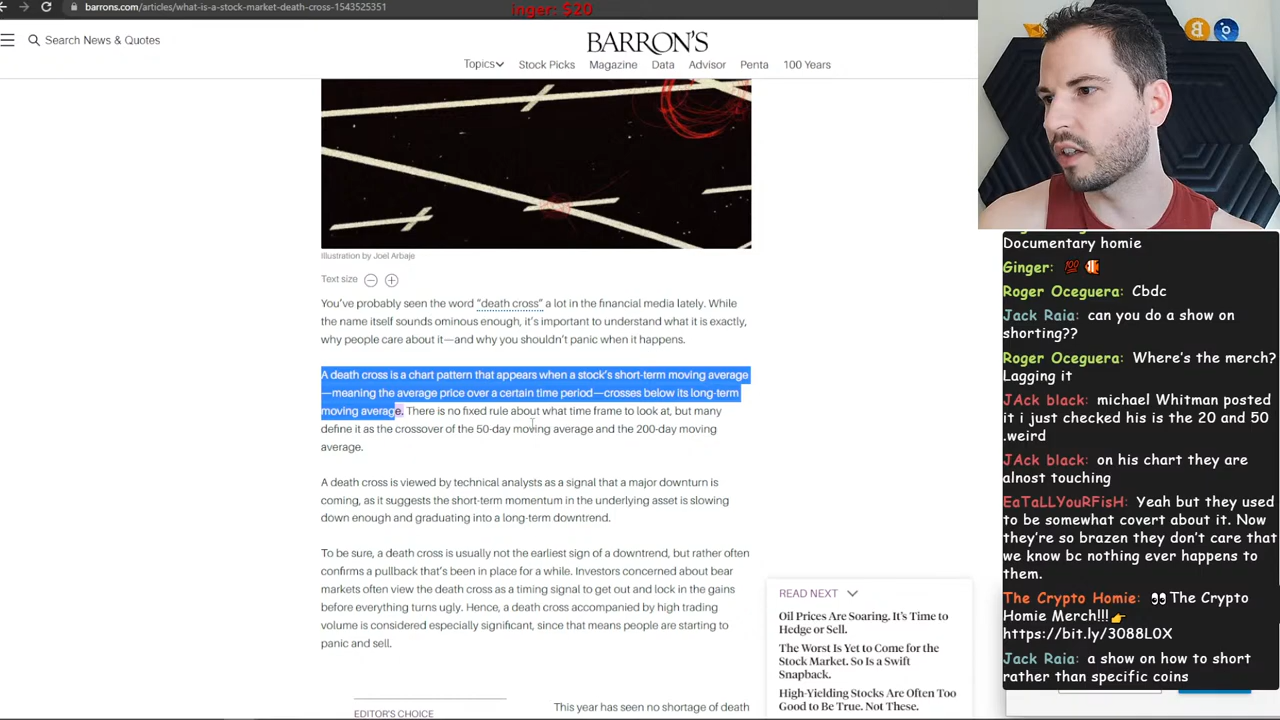 barrons.com/articles/what-is-a-stock-market-death-cross-1543525351
inger: $20
Search News & Quotes
BARRON'S
Topics
Stock Picks
Magazine
Data
Advisor
Penta
100 Years
Illustration by Joel Arbaje
Text size
You've probably seen the word “death cross” a lot in the financial media lately. While
the name itself sounds ominous enough, it's important to understand what it is exactly,
why people care about it—and why you shouldn't panic when it happens.
A death cross is a chart pattern that appears when a stock's short-term moving average
—meaning the average price over a certain time period—crosses below its long-term
moving average. There is no fixed rule about what time frame to look at, but many
define it as the crossover of the 50-day moving average and the 200-day moving
average.
A death cross is viewed by technical analysts as a signal that a major downturn is
coming, as it suggests the short-term momentum in the underlying asset is slowing
down enough and graduating into a long-term downtrend.
To be sure, a death cross is usually not the earliest sign of a downtrend, but rather often
confirms a pullback that's been in place for a while. Investors concerned about bear
markets often view the death cross as a timing signal to get out and lock in the gains
before everything turns ugly. Hence, a death cross accompanied by high trading
volume is considered especially significant, since that means people are starting to
panic and sell.
EDITOR'S CHOICE
This year has seen no shortage of death
READ NEXT
Oil Prices Are Soaring. It's Time to
Hedge or Sell.
The Worst Is Yet to Come for the
Stock Market. So Is a Swift
Snapback.
High-Yielding Stocks Are Often Too
Good to Be True. Not These.
Documentary homie
Ginger: 💯 🐠
Roger Oceguera: Cbdc
Jack Raia: can you do a show on
shorting??
Roger Oceguera: Where's the merch?
Lagging it
JAck black: michael Whitman posted
it i just checked his is the 20 and 50
.weird
JAck black: on his chart they are
alnost touching
EaTaLLYouRFisH: Yeah but they used
to be somewhat covert about it. Now
they're so brazen they don't care that
we know bc nothing ever happens to
them.
The Crypto Homie: 👀The Crypto
Homie Merch!!!👉
https://bit.ly/3088L0X
Jack Raia: a show on how to short
rather than specific coins